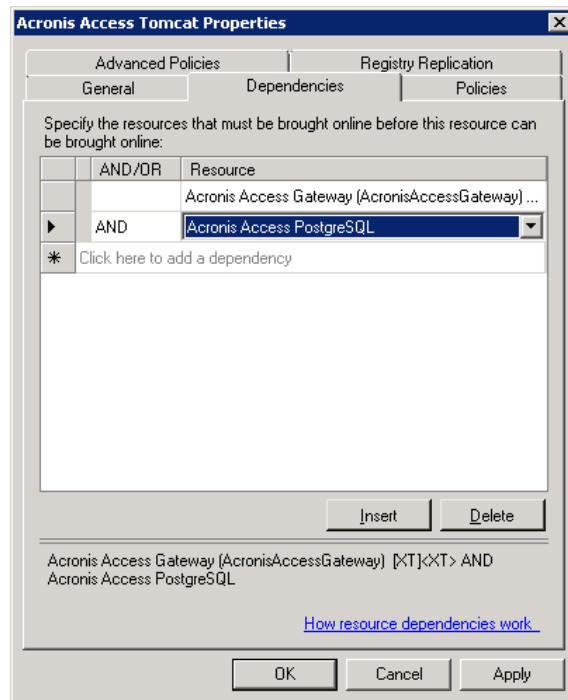 Acronis Access Tomcat Properties
Advanced Policies Registry Replication
General Dependencies Policies
Specify the resources that must be brought online before this resource can
be brought online:
AND/OR Resource
Acronis Access Gateway (AcronisAccessGateway) ...
AND Acronis Access PostgreSQL
Click here to add a dependency
Insert Delete
Acronis Access Gateway (AcronisAccessGateway) [XT]<XT> AND
Acronis Access PostgreSQL
How resource dependencies work
OK Cancel Apply